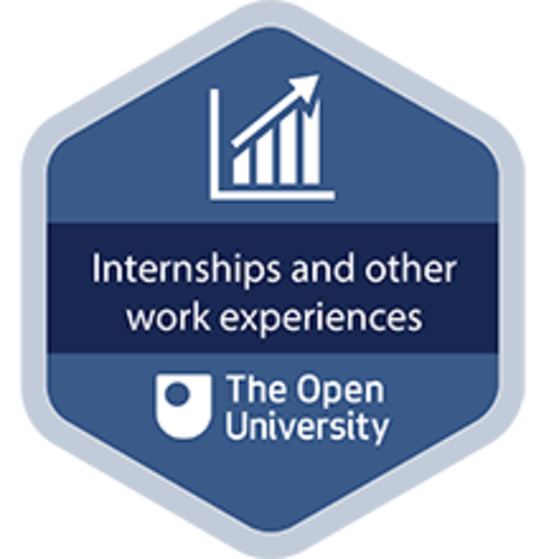 Internships and other
work experiences
The Open
University